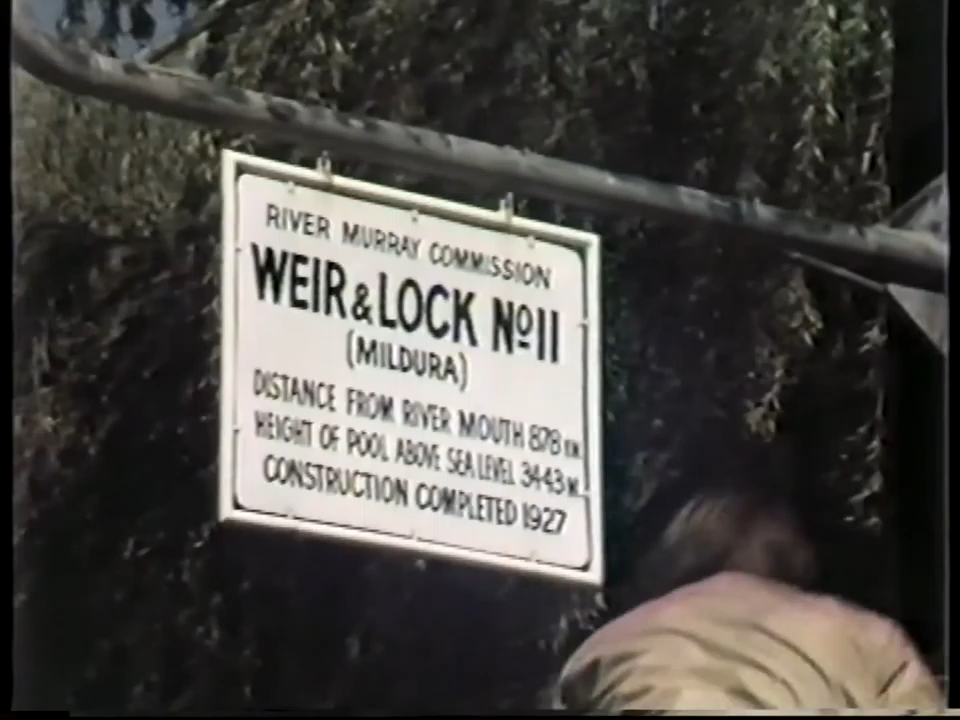 RIVER MURRAY COMMISSION
WEIR & LOCK No 11
(MILDURA)
DISTANCE FROM RIVER MOUTH 878 KM.
HEIGHT OF POOL ABOVE SEA LEVEL 34·43 M.
CONSTRUCTION COMPLETED 1927